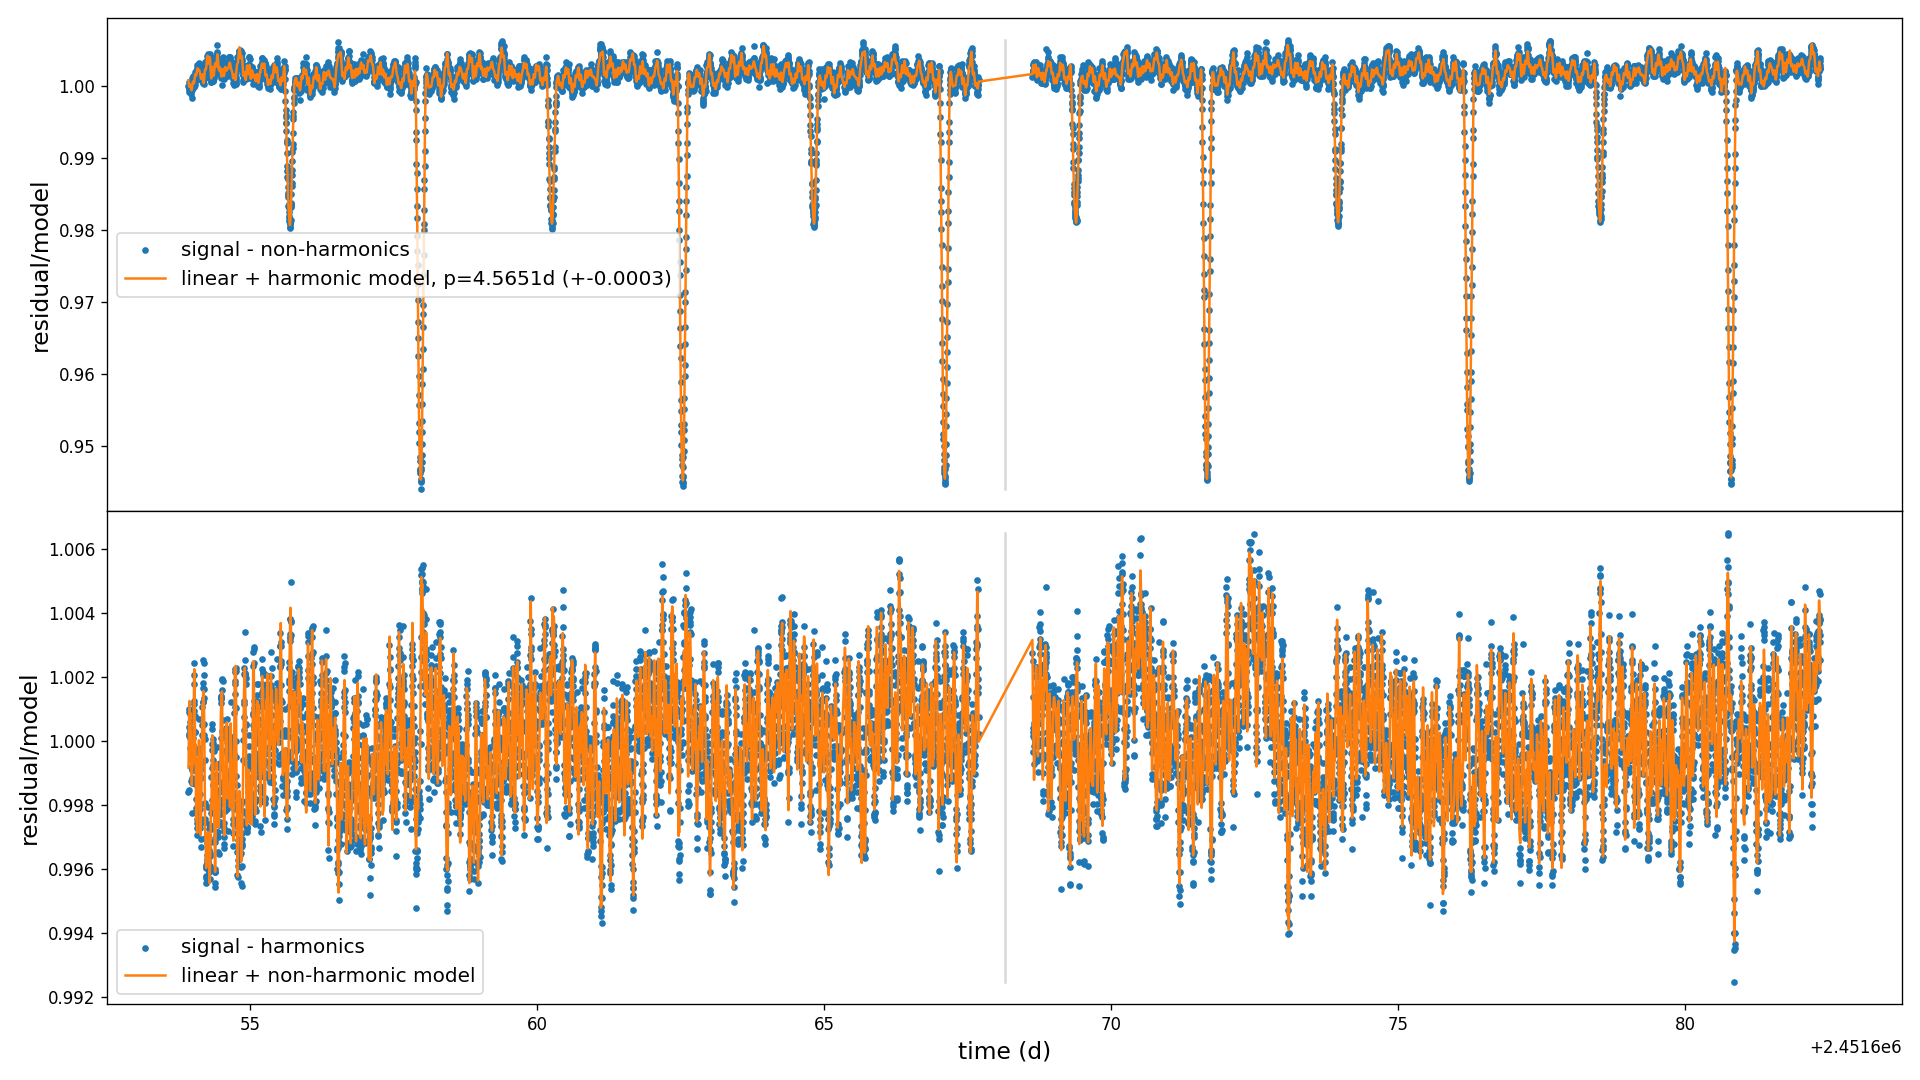 residual/model
1.00
0.99
0.98
0.97
0.96
0.95
signal - non-harmonics
linear + harmonic model, p=4.5651d (+-0.0003)
residual/model
1.006
1.004
1.002
1.000
0.998
0.996
0.994
0.992
signal - harmonics
linear + non-harmonic model
55
60
65
70
75
80
time (d)
+2.4516e6